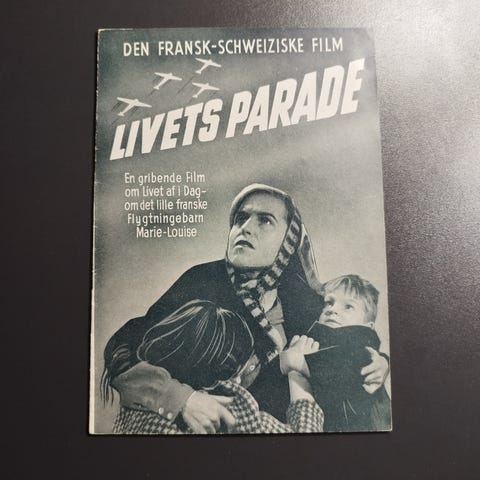 DEN FRANSK-SCHWEIZISKE FILM
LIVETS PARADE
En gribende Film
om Livet af i Dag-
om det lille franske
Flygtningebarn
Marie-Louise